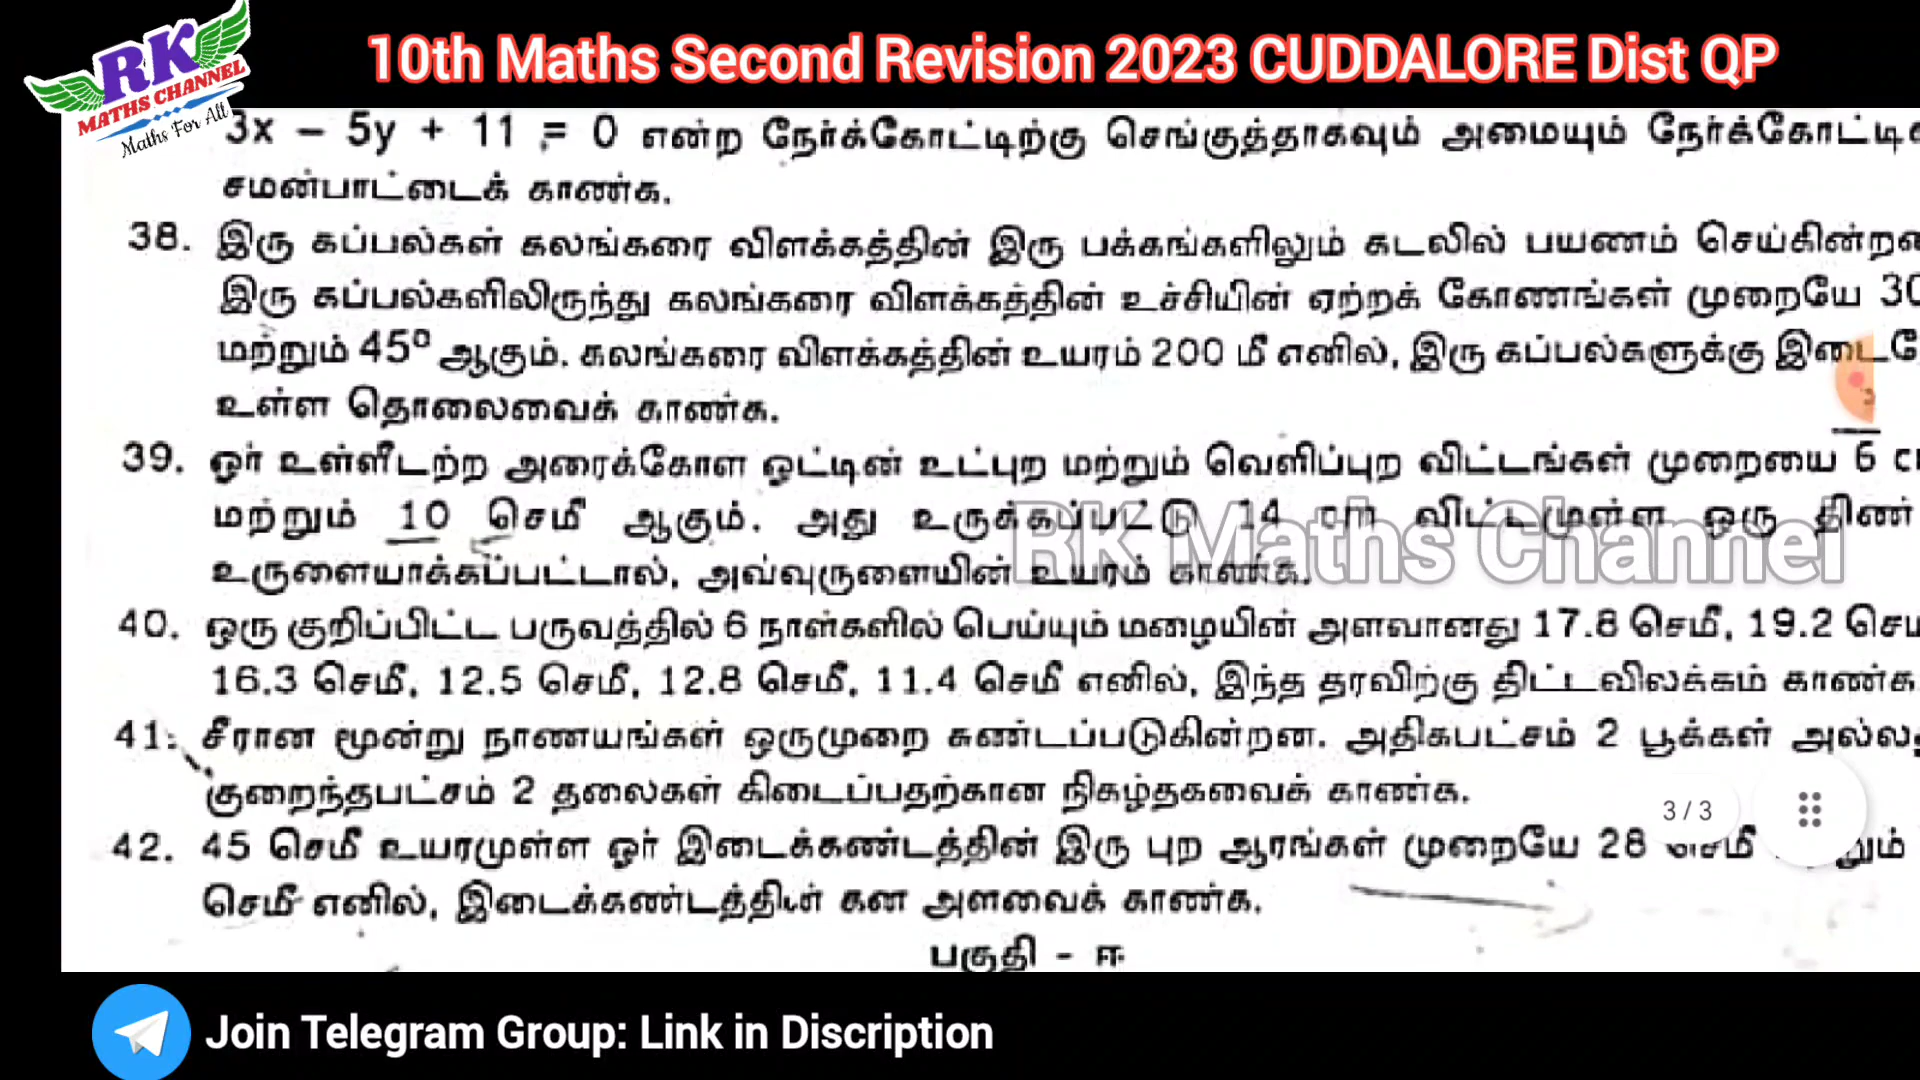 RK
MATHS CHANNEL
Maths For All
10th Maths Second Revision 2023 CUDDALORE Dist QP
3x – 5y + 11 = 0 என்ற நேர்க்கோட்டிற்கு செங்குத்தாகவும் அமையும்
சமன்பாட்டைக் காண்க.
38. இரு கப்பல்கள் கலங்கரை விளக்கத்தின் இரு பக்கங்களிலும் கடலில் பயணம்
இரு கப்பல்களிலிருந்து கலங்கரை விளக்கத்தின் உச்சியின் ஏற்றக் கோணங்கள் முறையே 30
மற்றும் 45° ஆகும். கலங்கரை விளக்கத்தின் உயரம் 200 மீ எனில், இரு கப்பல்களுக்கு
உள்ள தொலைவைக் காண்க.
39. ஓர் உள்ளீடற்ற அரைக்கோள ஓட்டின் உட்புற மற்றும் வெளிப்புற விட்டங்கள் முறையை 6
மற்றும் 10 செமீ ஆகும். அது உருக்கப்பட்டு 14 cm விட்டமுள்ள ஒரு திண்
உருளையாக்கப்பட்டால், அவ்வுருளையின் உயரம் காண்க.
RK Maths Channel
40. ஒரு குறிப்பிட்ட பருவத்தில் 6 நாள்களில் பெய்யும் மழையின் அளவானது 17.8 செமீ, 19.2
16.3 செமீ, 12.5 செமீ, 12.8 செமீ, 11.4 செமீ எனில், இந்த தரவிற்கு திட்டவிலக்கம் காண்க
41. சீரான மூன்று நாணயங்கள் ஒருமுறை சுண்டப்படுகின்றன. அதிகபட்சம் 2 பூக்கள்
குறைந்தபட்சம் 2 தலைகள் கிடைப்பதற்கான நிகழ்தகவைக் காண்க.
3 / 3
42. 45 செமீ உயரமுள்ள ஓர் இடைக்கண்டத்தின் இரு புற ஆரங்கள் முறையே 28 செமீ
செமீ எனில், இடைக்கண்டத்தின் கன அளவைக் காண்க.
பகுதி - ஈ
Join Telegram Group: Link in Discription